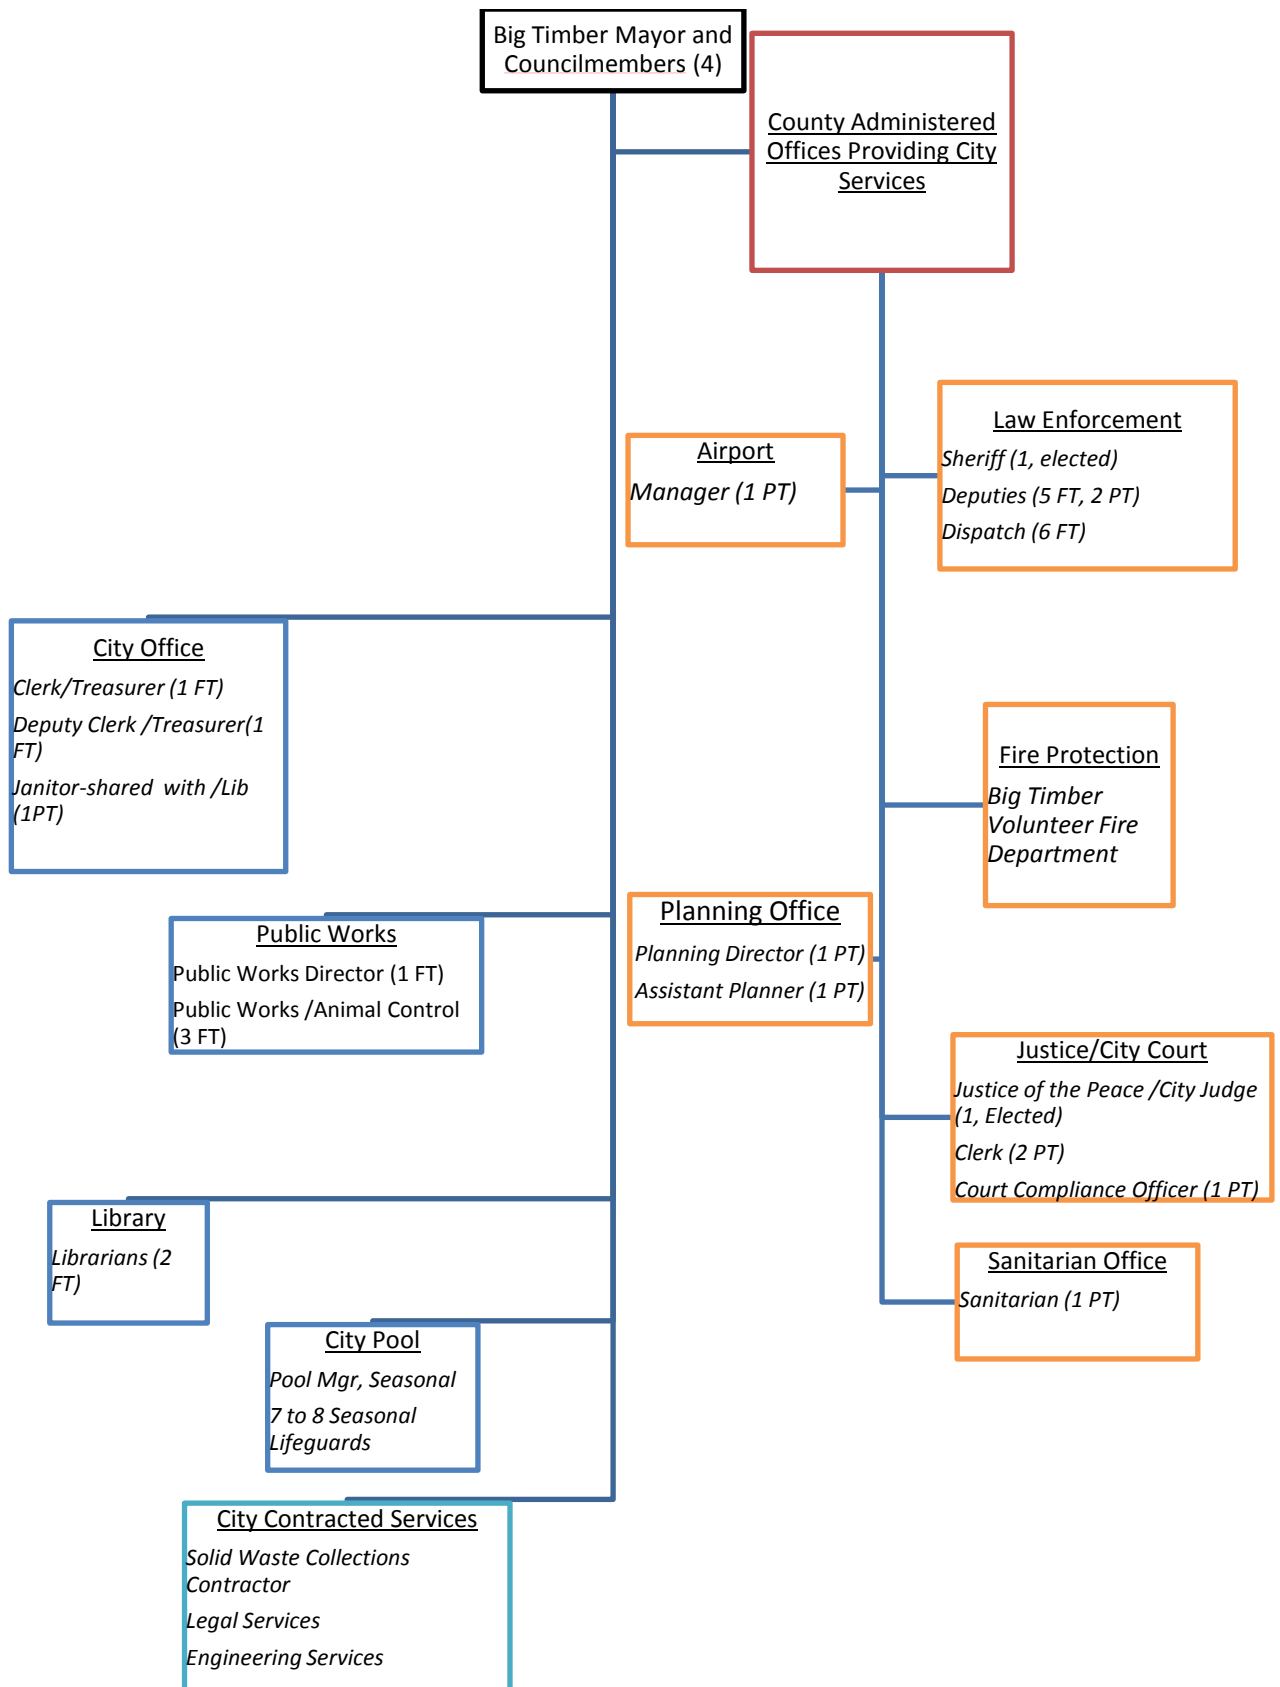 Big Timber Mayor and
Councilmembers (4)
County Administered
Offices Providing City
Services
Airport
Manager (1 PT)
Law Enforcement
Sheriff (1, elected)
Deputies (5 FT, 2 PT)
Dispatch (6 FT)
City Office
Clerk/Treasurer (1 FT)
Deputy Clerk /Treasurer(1
FT)
Janitor-shared  with /Lib
(1PT)
Fire Protection
Big Timber
Volunteer Fire
Department
Public Works
Public Works Director (1 FT)
Public Works /Animal Control
(3 FT)
Planning Office
Planning Director (1 PT)
Assistant Planner (1 PT)
Justice/City Court
Justice of the Peace /City Judge
(1, Elected)
Clerk (2 PT)
Court Compliance Officer (1 PT)
Library
Librarians (2
FT)
Sanitarian Office
Sanitarian (1 PT)
City Pool
Pool Mgr, Seasonal
7 to 8 Seasonal
Lifeguards
City Contracted Services
Solid Waste Collections
Contractor
Legal Services
Engineering Services